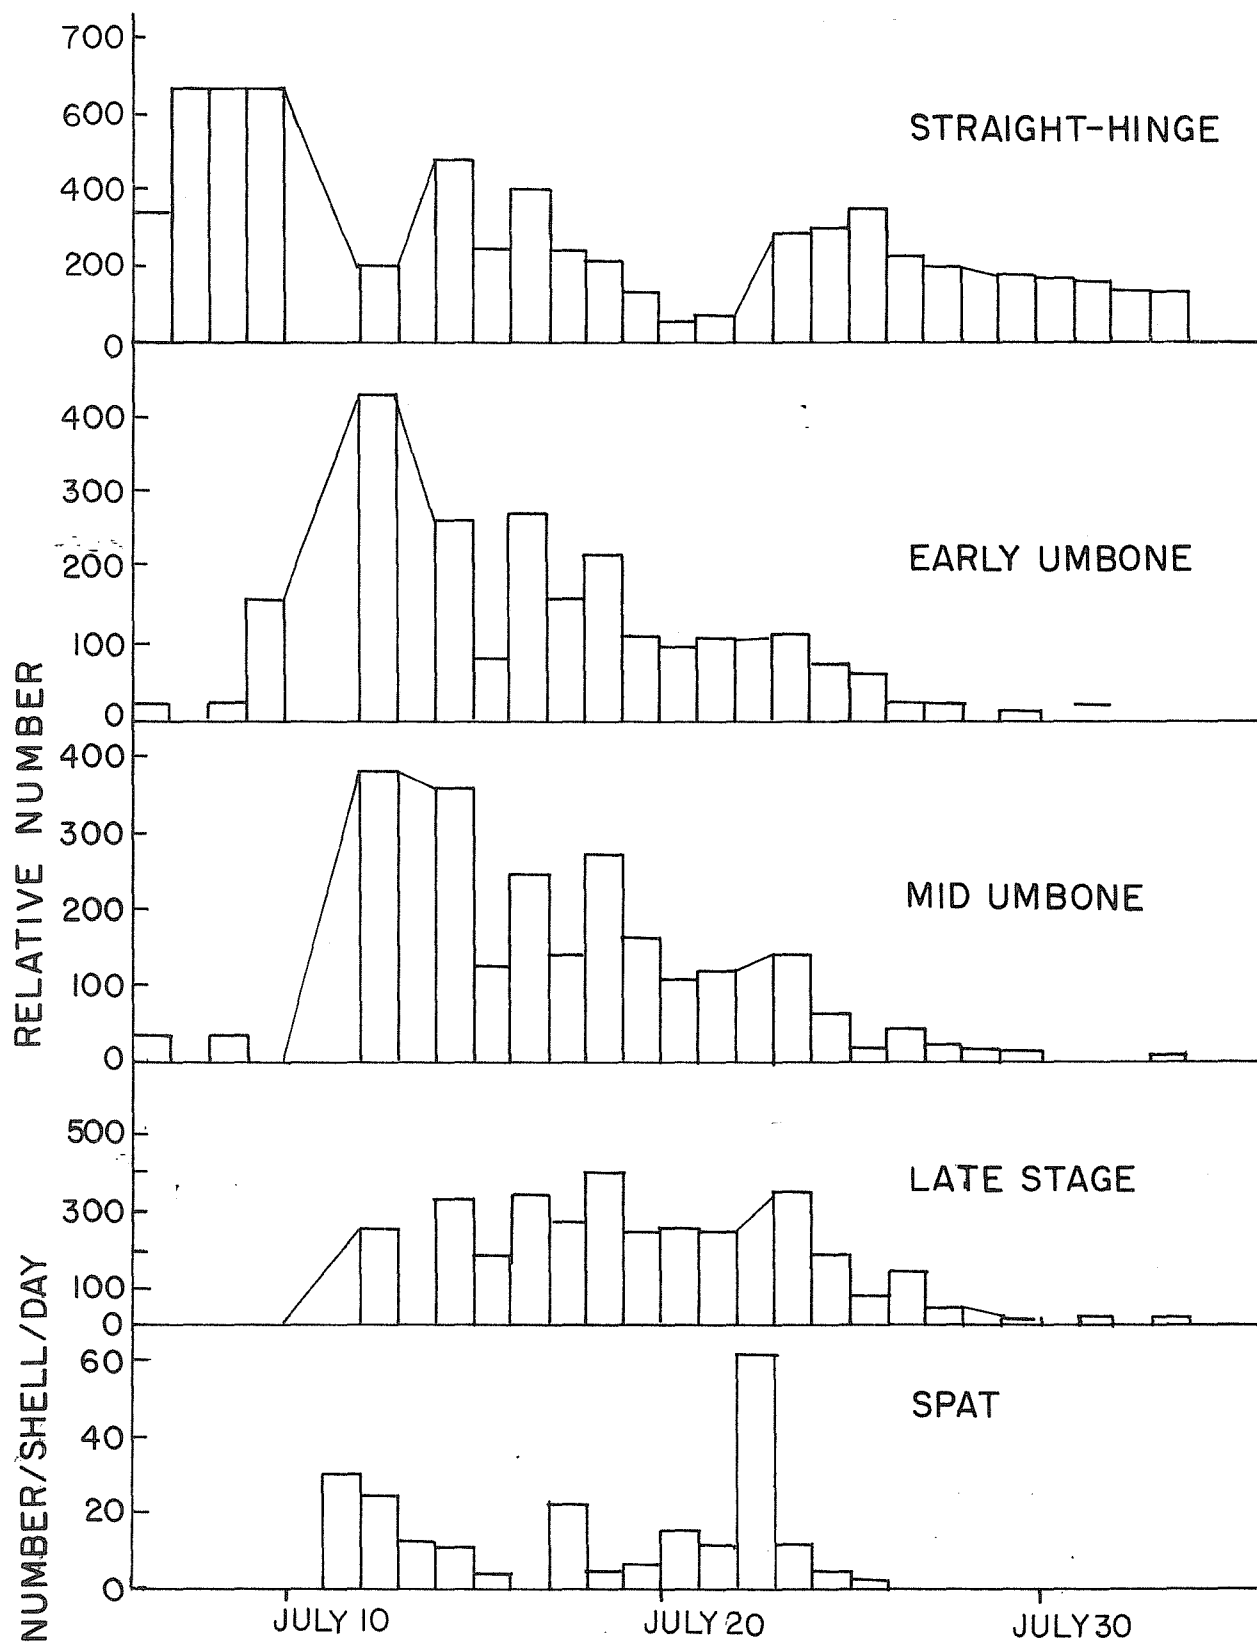 700
600
400
200
0
STRAIGHT-HINGE
400
300
200
100
0
EARLY UMBONE
400
300
200
100
0
MID UMBONE
RELATIVE NUMBER
500
300
100
0
LATE STAGE
60
40
20
0
SPAT
NUMBER/SHELL/DAY
JULY 10
JULY 20
JULY 30